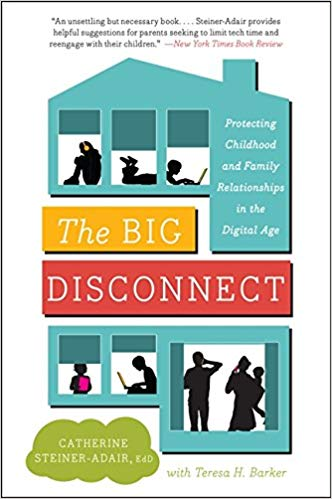 "An unsettling but necessary book. . . . Steiner-Adair provides
helpful suggestions for parents seeking to limit tech time and
reengage with their children." —New York Times Book Review
Protecting
Childhood
and Family
Relationships
in the
Digital Age
The BIG
DISCONNECT
CATHERINE
STEINER-ADAIR, EdD
with Teresa H. Barker